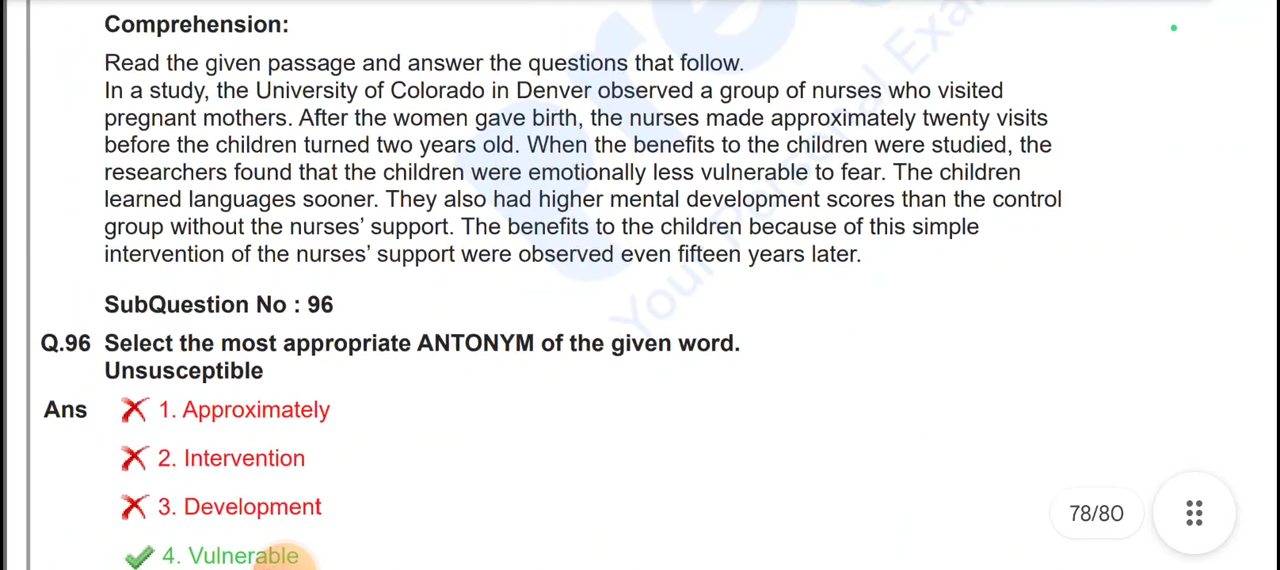 Comprehension:
Read the given passage and answer the questions that follow.
In a study, the University of Colorado in Denver observed a group of nurses who visited
pregnant mothers. After the women gave birth, the nurses made approximately twenty visits
before the children turned two years old. When the benefits to the children were studied, the
researchers found that the children were emotionally less vulnerable to fear. The children
learned languages sooner. They also had higher mental development scores than the control
group without the nurses’ support. The benefits to the children because of this simple
intervention of the nurses’ support were observed even fifteen years later.
SubQuestion No : 96
Q.96 Select the most appropriate ANTONYM of the given word.
Unsusceptible
Ans 1. Approximately
2. Intervention
3. Development
78/80
4. Vulnerable